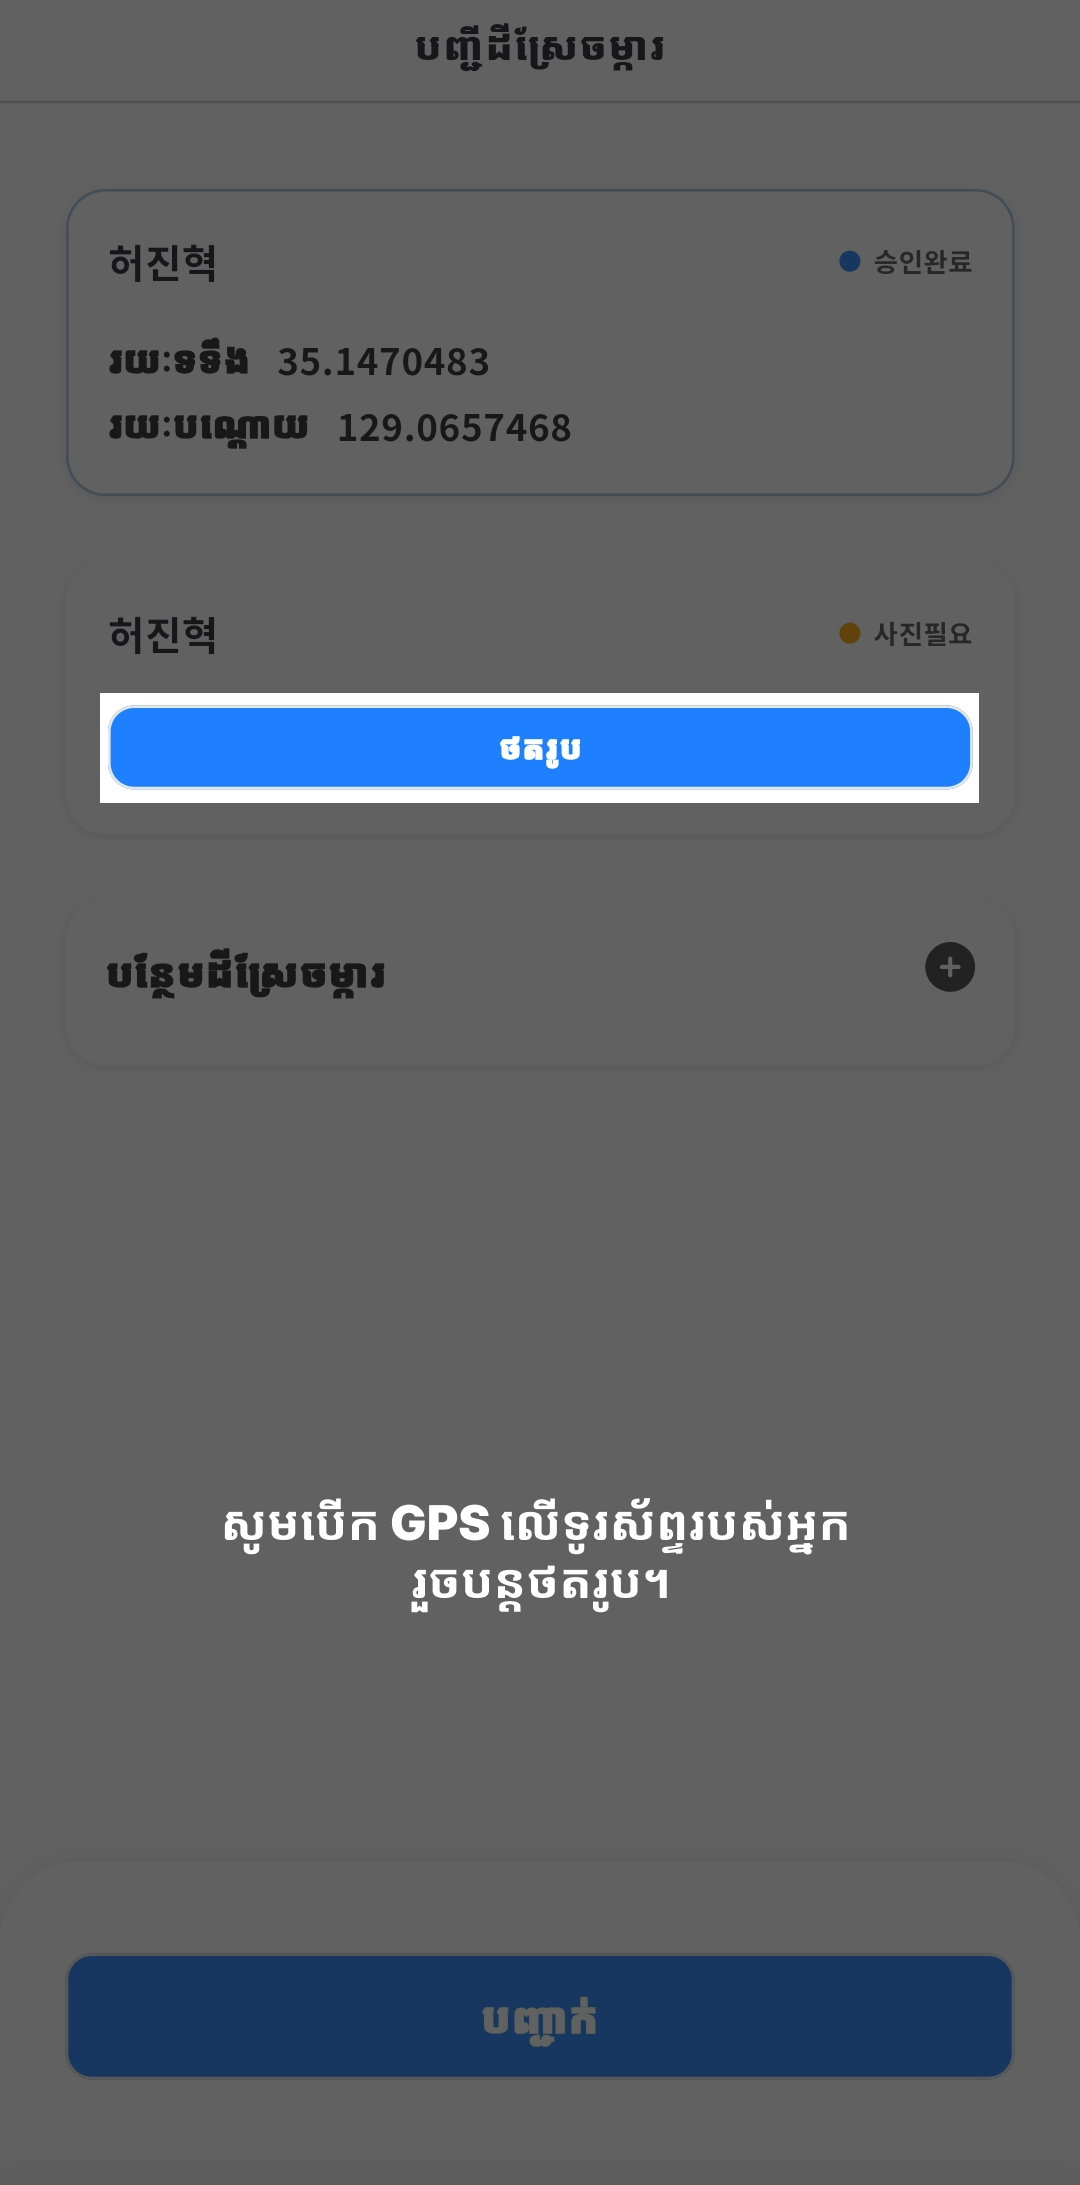 បញ្ជីដីស្រែចម្ការ
허진혁
승인완료
រយៈទទឹង 35.1470483
រយៈបណ្តោយ 129.0657468
허진혁
사진필요
ថតរូប
បន្ថែមដីស្រែចម្ការ
សូមបើក GPS លើទូរស័ព្ទរបស់អ្នក
រួចបន្តថតរូប។
បញ្ជាក់